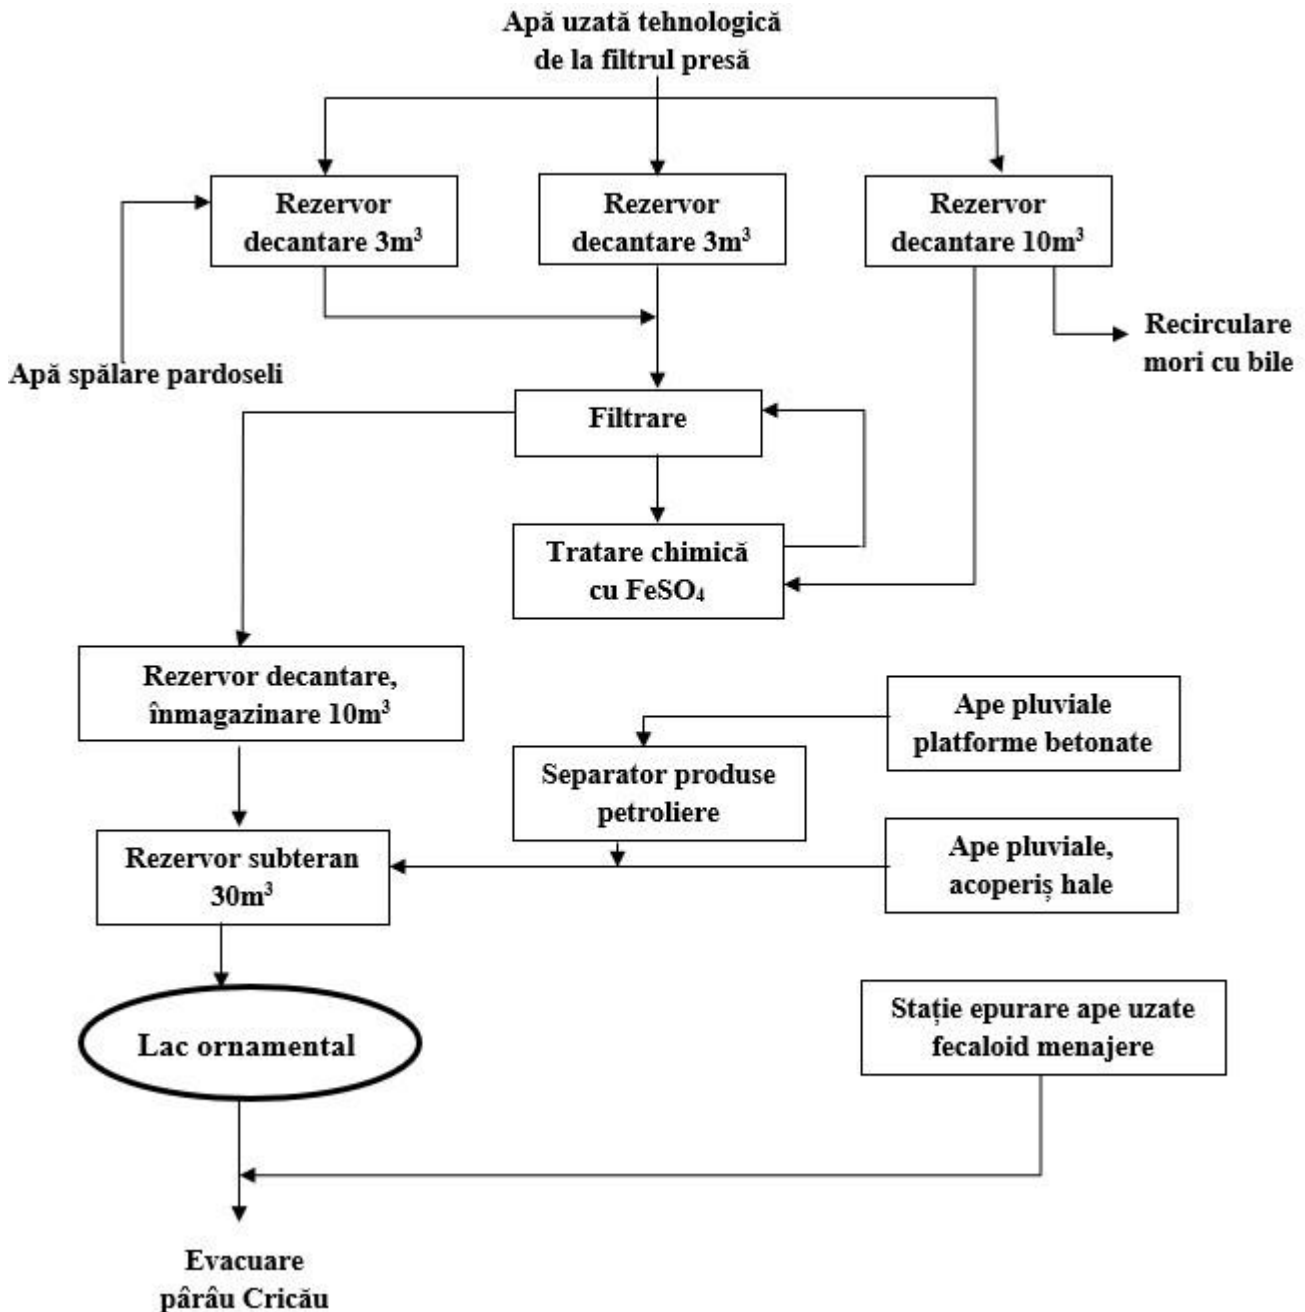 Apă uzată tehnologică
de la filtrul presă
Rezervor
decantare 3m³
Rezervor
decantare 3m³
Rezervor
decantare 10m³
Recirculare
mori cu bile
Apă spălare pardoseli
Filtrare
Tratare chimică
cu FeSO₄
Rezervor decantare,
înmagazinare 10m³
Ape pluviale
platforme betonate
Separator produse
petroliere
Rezervor subteran
30m³
Ape pluviale,
acoperiș hale
Lac ornamental
Stație epurare ape uzate
fecaloid menajere
Evacuare
pârâu Cricău